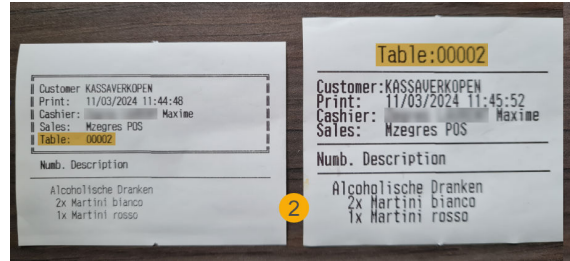 Customer KASSAVERKOPEN
Print: 11/03/2024 11:44:48
Cashier: Maxime
Sales: Mzegres POS
Table: 00002
Numb. Description
Alcoholische Dranken
2x Martini bianco
1x Martini rosso
2
Table:00002
Customer:KASSAVERKOPEN
Print: 11/03/2024 11:45:52
Cashier: Maxime
Sales: Mzegres POS
Numb. Description
Alcoholische Dranken
2x Martini bianco
1x Martini rosso